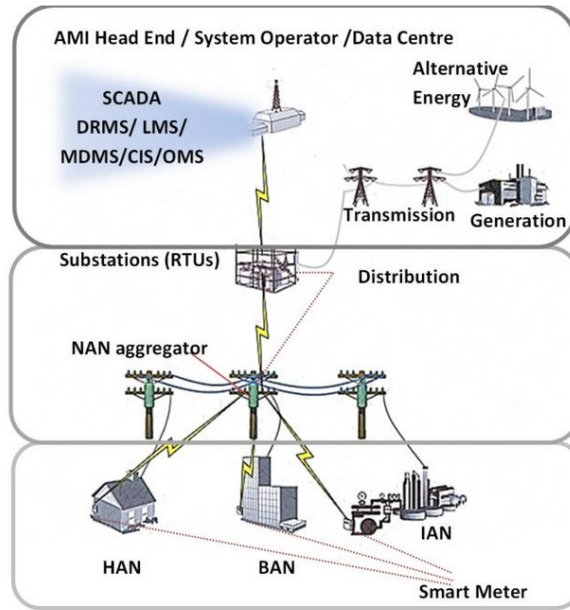 AMI Head End / System Operator /Data Centre
SCADA
DRMS/ LMS/
MDMS/CIS/OMS
Alternative
Energy
Transmission
Generation
Substations (RTUs)
Distribution
NAN aggregator
HAN
BAN
IAN
Smart Meter